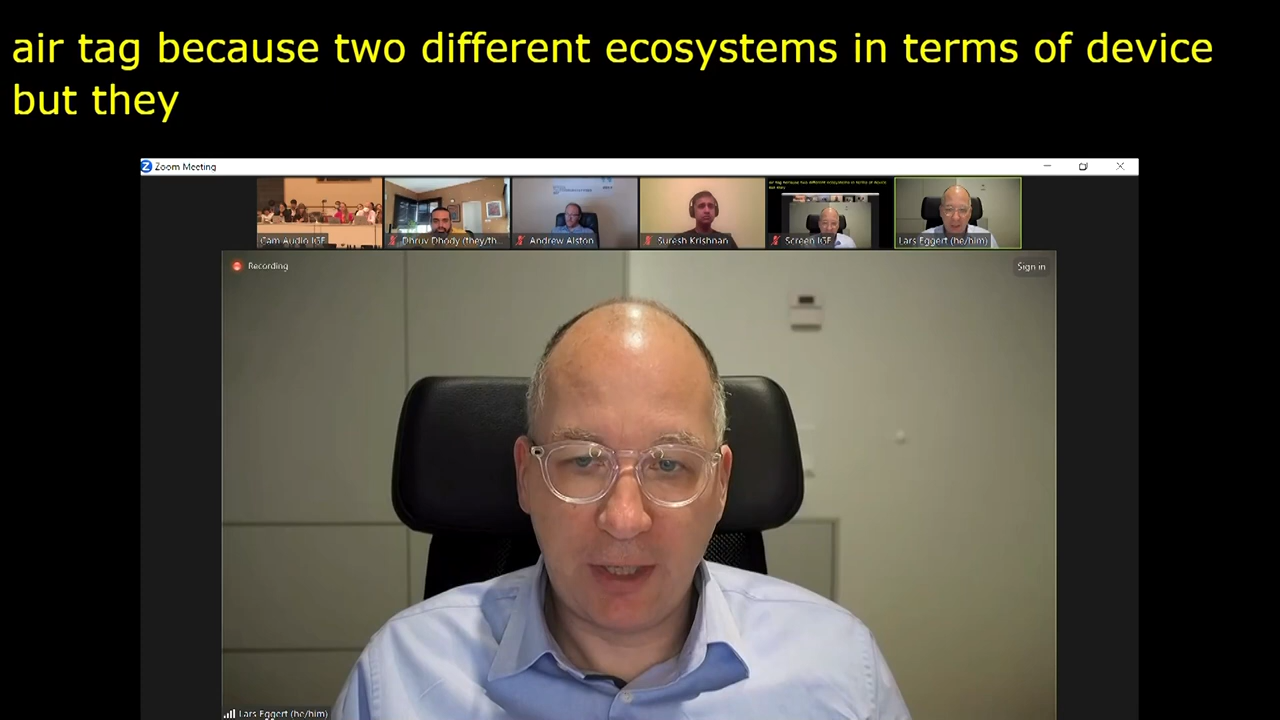 air tag because two different ecosystems in terms of device
but they
Zoom Meeting
Cam Audio IGF
Dhruv Dhody (they/th...
Andrew Alston
Suresh Krishnan
Screen IGF
Lars Eggert (he/him)
Recording
Sign in
Lars Eggert (he/him)